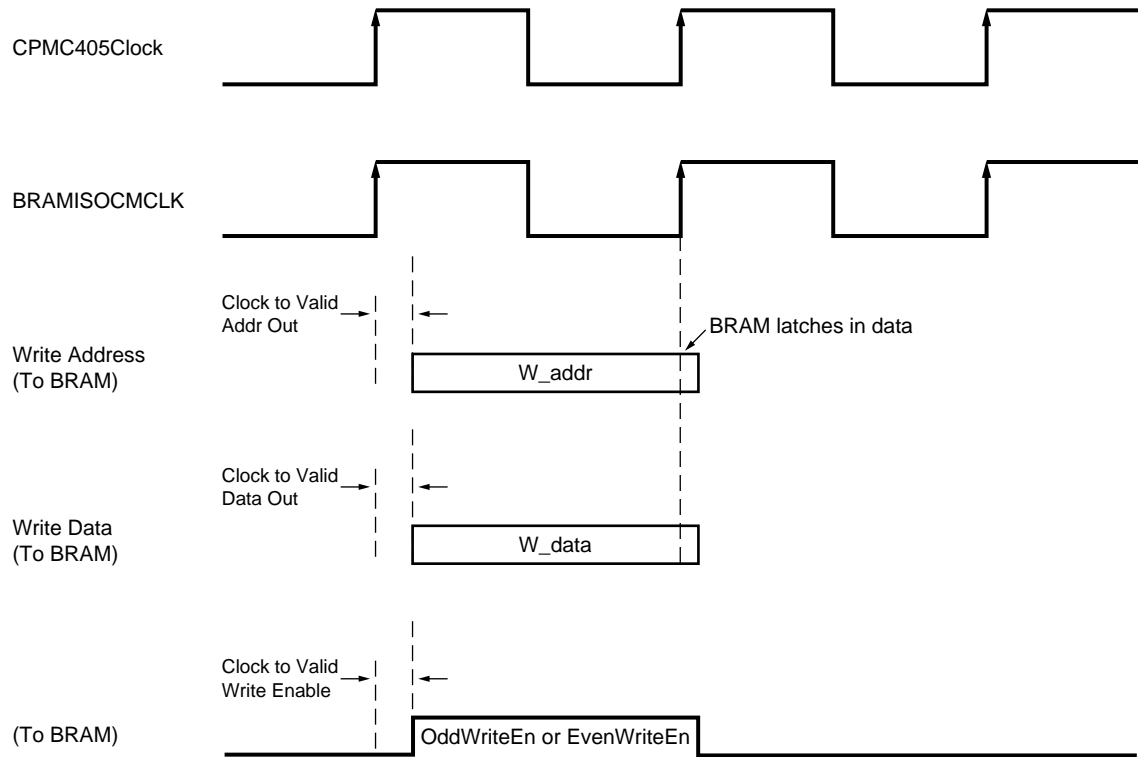 CPMC405Clock
BRAMISOCMCLK
Clock to Valid
Addr Out
BRAM latches in data
Write Address
(To BRAM)
W_addr
Clock to Valid
Data Out
Write Data
(To BRAM)
W_data
Clock to Valid
Write Enable
(To BRAM)
OddWriteEn or EvenWriteEn